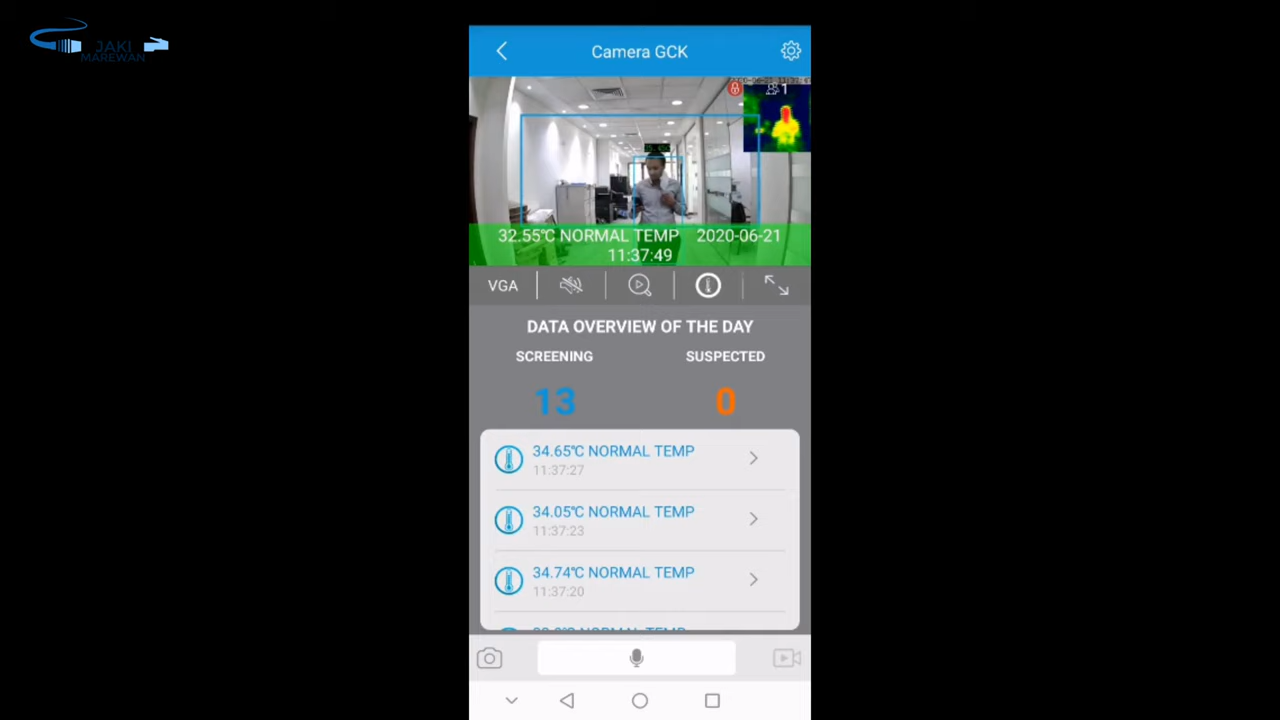 JAKI
MAREWAN
Camera GCK
1
32.55℃ NORMAL TEMP 2020-06-21
11:37:49
VGA
DATA OVERVIEW OF THE DAY
SCREENING SUSPECTED
13 0
34.65℃ NORMAL TEMP
11:37:27
34.05℃ NORMAL TEMP
11:37:23
34.74℃ NORMAL TEMP
11:37:20